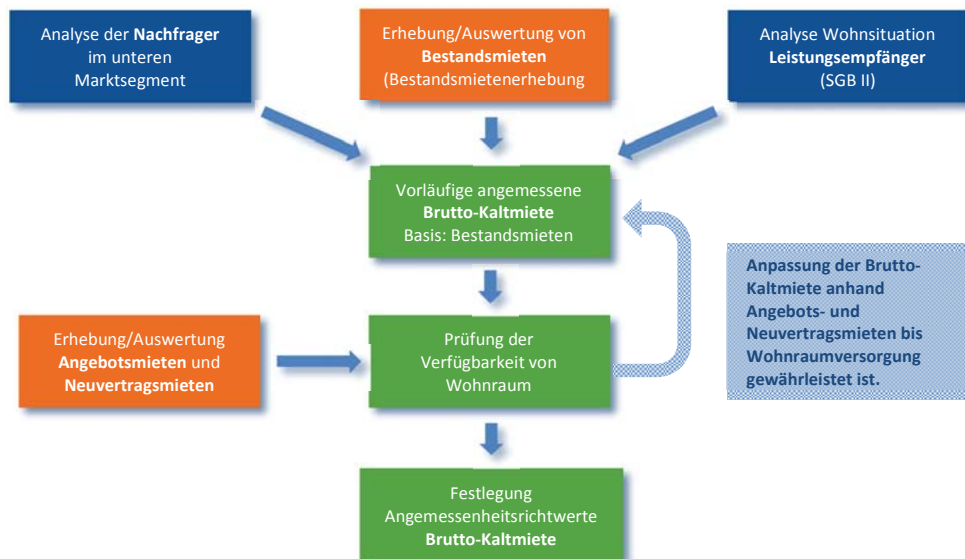 Analyse der Nachfrager
im unteren
Marktsegment
Erhebung/Auswertung von
Bestandsmieten
(Bestandsmietenerhebung
Analyse Wohnsituation
Leistungsempfänger
(SGB II)
Vorläufige angemessene
Brutto-Kaltmiete
Basis: Bestandsmieten
Anpassung der Brutto-
Kaltmiete anhand
Angebots- und
Neuvertragsmieten bis
Wohnraumversorgung
gewährleistet ist.
Erhebung/Auswertung
Angebotsmieten und
Neuvertragsmieten
Prüfung der
Verfügbarkeit von
Wohnraum
Festlegung
Angemessenheitsrichtwerte
Brutto-Kaltmiete